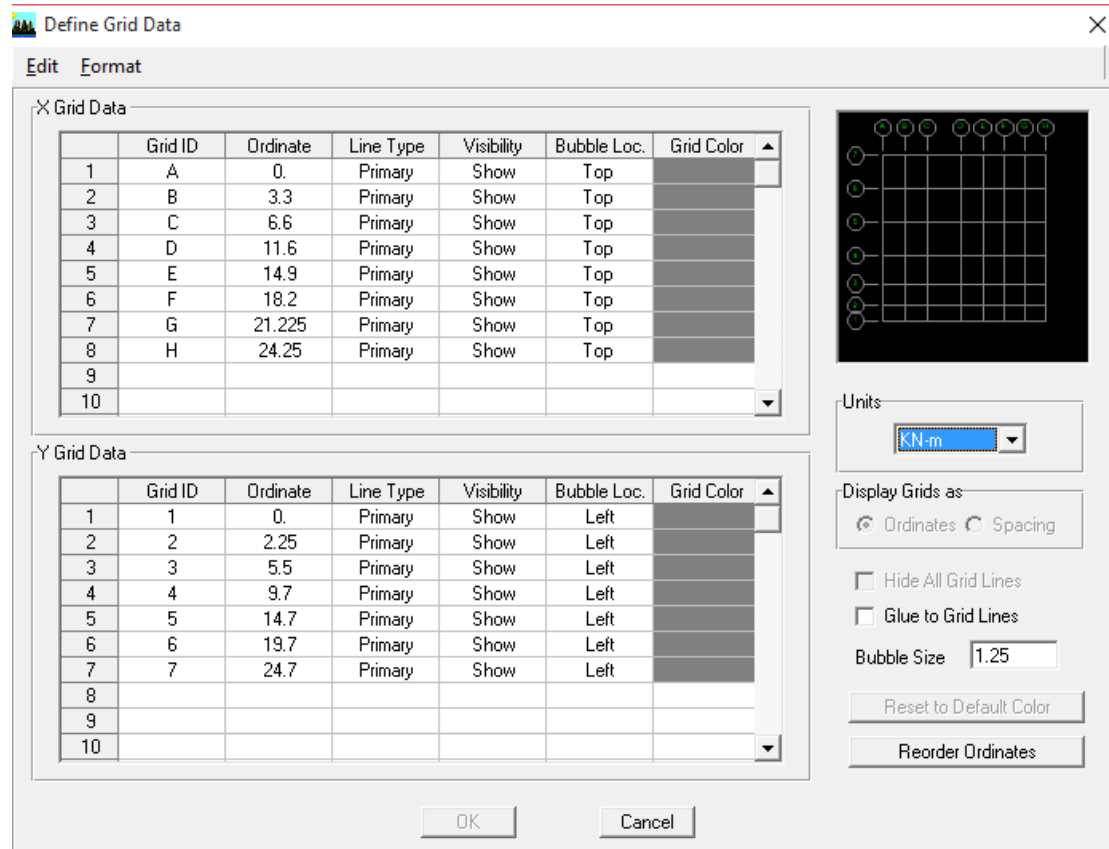 Define Grid Data
Edit Format
X Grid Data
Grid ID Ordinate Line Type Visibility Bubble Loc. Grid Color
1 A 0. Primary Show Top
2 B 3.3 Primary Show Top
3 C 6.6 Primary Show Top
4 D 11.6 Primary Show Top
5 E 14.9 Primary Show Top
6 F 18.2 Primary Show Top
7 G 21.225 Primary Show Top
8 H 24.25 Primary Show Top
9
10
Y Grid Data
Grid ID Ordinate Line Type Visibility Bubble Loc. Grid Color
1 1 0. Primary Show Left
2 2 2.25 Primary Show Left
3 3 5.5 Primary Show Left
4 4 9.7 Primary Show Left
5 5 14.7 Primary Show Left
6 6 19.7 Primary Show Left
7 7 24.7 Primary Show Left
8
9
10
Units
KN-m
Display Grids as
Ordinates Spacing
Hide All Grid Lines
Glue to Grid Lines
Bubble Size 1.25
Reset to Default Color
Reorder Ordinates
OK Cancel